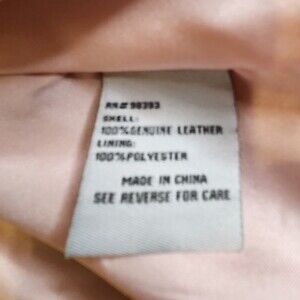 RN# 98393
SHELL:
100%GENUINE LEATHER
LINING:
100%POLYESTER
MADE IN CHINA
SEE REVERSE FOR CARE